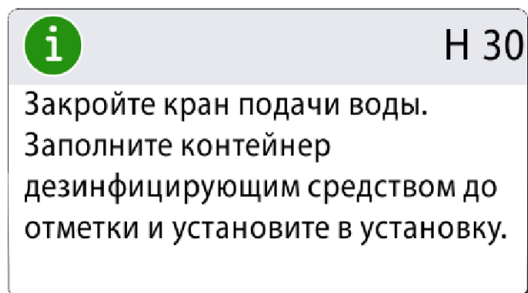 i
H 30
Закройте кран подачи воды.
Заполните контейнер
дезинфицирующим средством до
отметки и установите в установку.